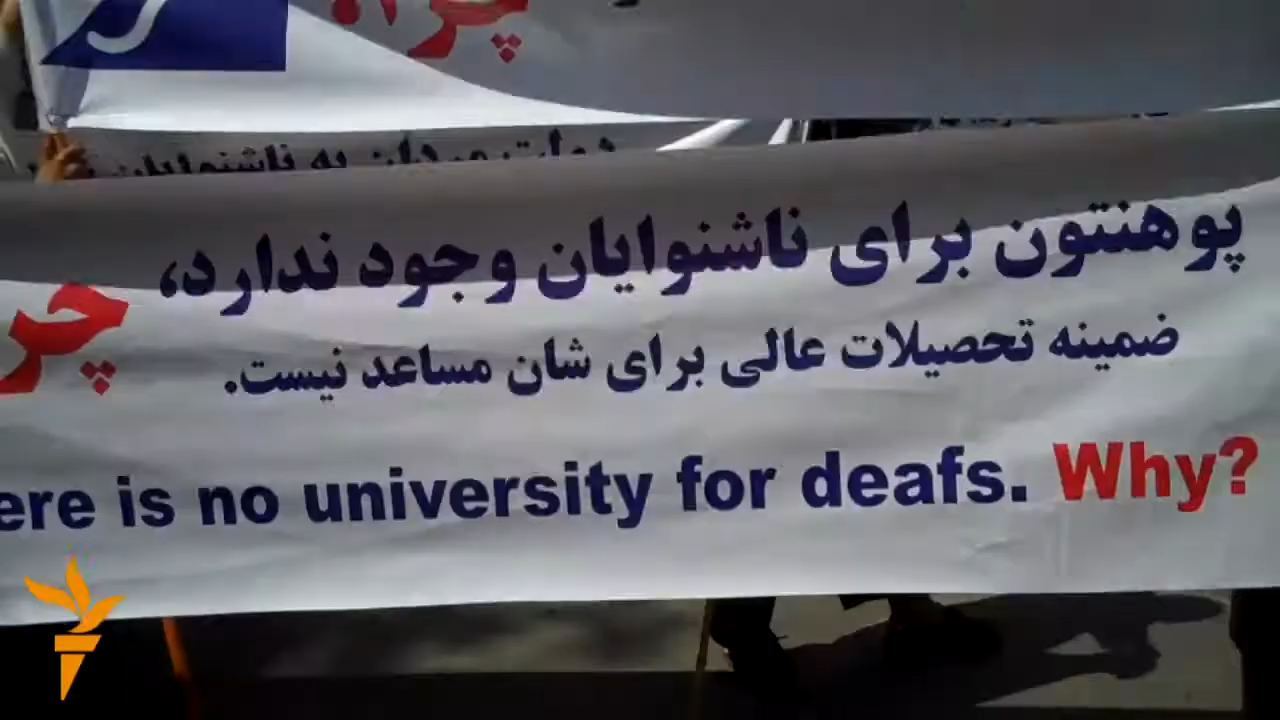 پوهنتون برای ناشنوایان وجود ندارد،
ضمینه تحصیلات عالی برای شان مساعد نیست.
ere is no university for deafs. Why?